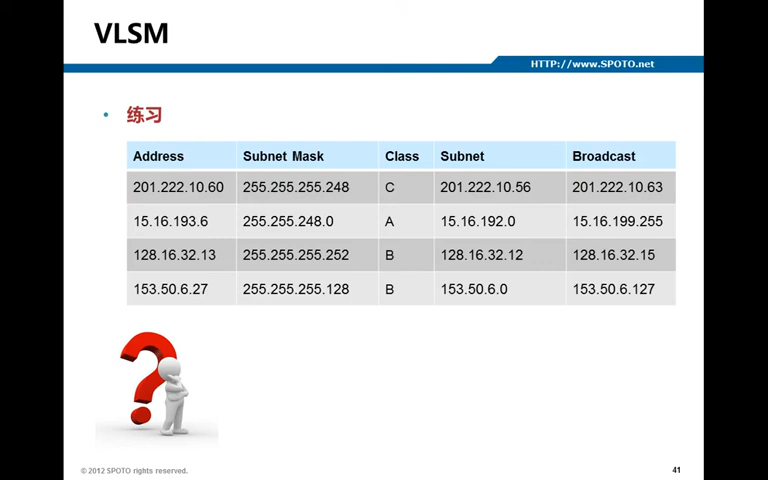 VLSM
HTTP://www.SPOTO.net
• 练习
Address Subnet Mask Class Subnet Broadcast
201.222.10.60 255.255.255.248 C 201.222.10.56 201.222.10.63
15.16.193.6 255.255.248.0 A 15.16.192.0 15.16.199.255
128.16.32.13 255.255.255.252 B 128.16.32.12 128.16.32.15
153.50.6.27 255.255.255.128 B 153.50.6.0 153.50.6.127
© 2012 SPOTO rights reserved.
41